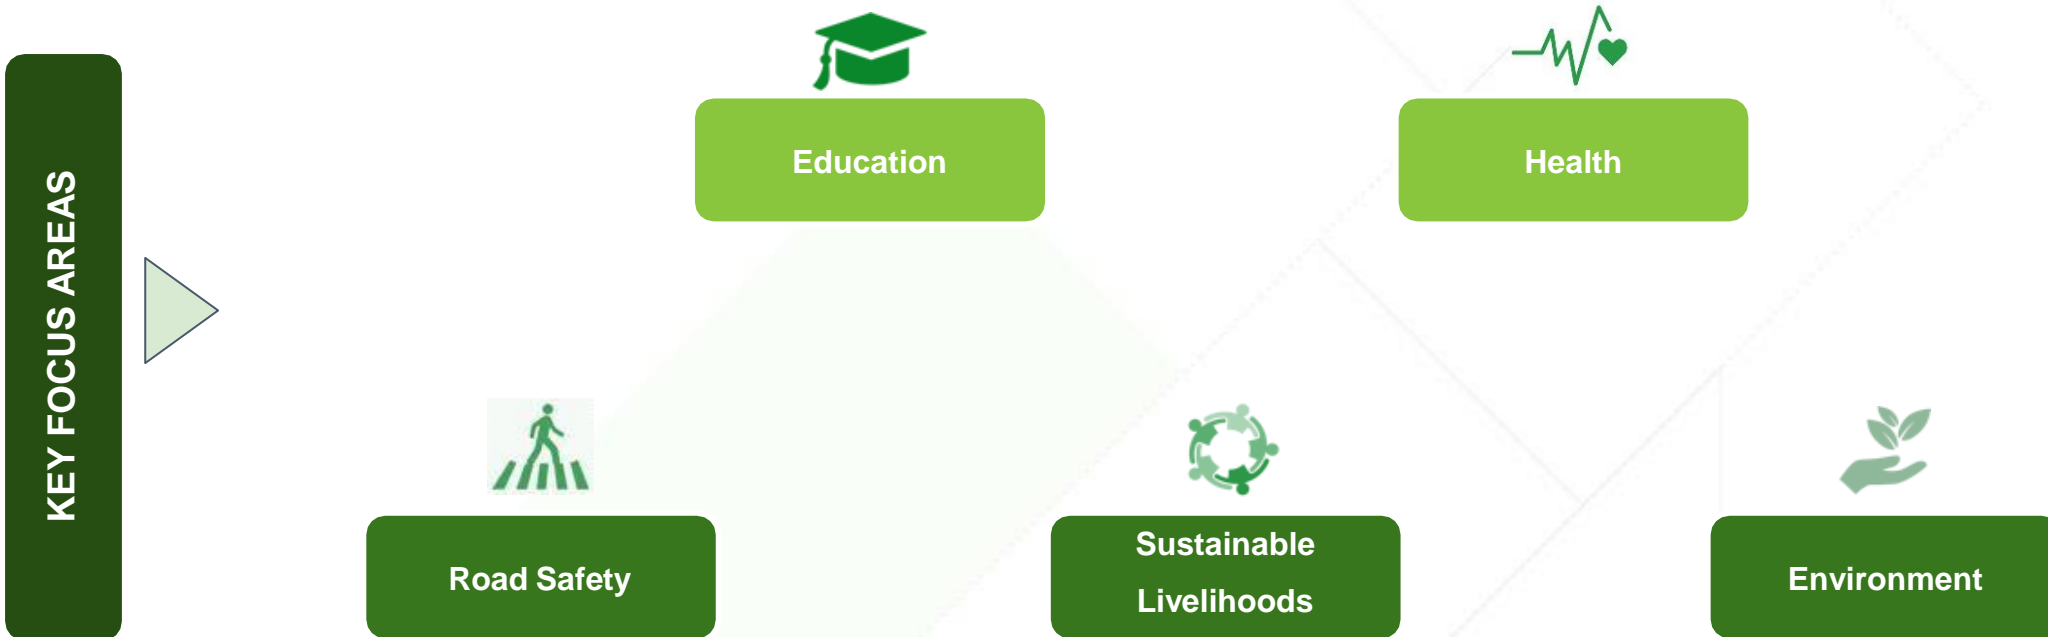 KEY FOCUS AREAS
Education
Health
Road Safety
Sustainable
Livelihoods
Environment